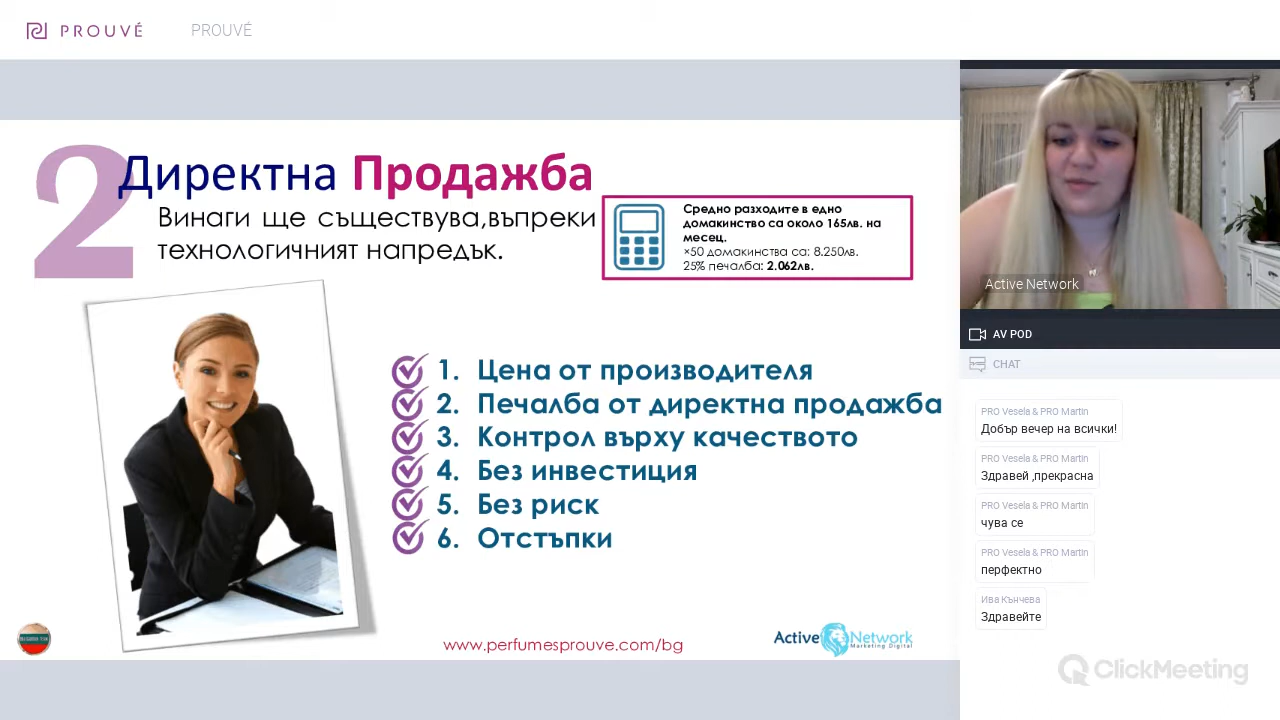 PROUVÉ
PROUVÉ
2
Директна Продажба
Винаги ще съществува,въпреки
технологичният напредък.
Средно разходите в едно
домакинство са около 165лв. на
месец.
×50 домакинства са: 8.250лв.
25% печалба: 2.062лв.
1. Цена от производителя
2. Печалба от директна продажба
3. Контрол върху качеството
4. Без инвестиция
5. Без риск
6. Отстъпки
www.perfumesprouve.com/bg
Active Network
Marketing Digital
Active Network
AV POD
CHAT
PRO Vesela & PRO Martin
Добър вечер на всички!
PRO Vesela & PRO Martin
Здравей ,прекрасна
PRO Vesela & PRO Martin
чува се
PRO Vesela & PRO Martin
перфектно
Ива Кънчева
Здравейте
ClickMeeting